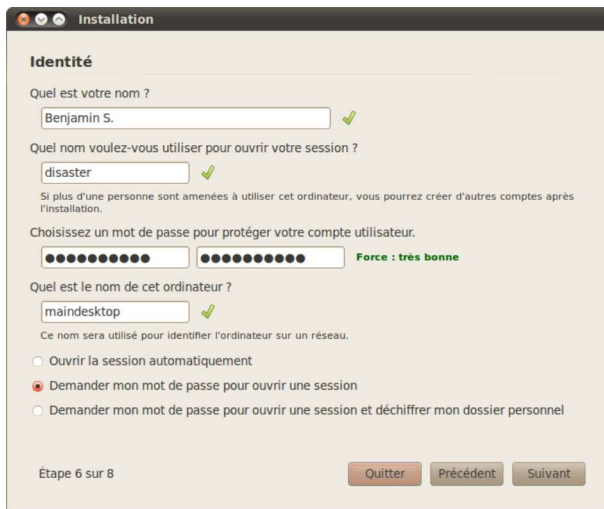 Installation
Identité
Quel est votre nom ?
Benjamin S.
Quel nom voulez-vous utiliser pour ouvrir votre session ?
disaster
Si plus d'une personne sont amenées à utiliser cet ordinateur, vous pourrez créer d'autres comptes après
l'installation.
Choisissez un mot de passe pour protéger votre compte utilisateur.
●●●●●●●●●● ●●●●●●●●●● Force : très bonne
Quel est le nom de cet ordinateur ?
maindesktop
Ce nom sera utilisé pour identifier l'ordinateur sur un réseau.
Ouvrir la session automatiquement
Demander mon mot de passe pour ouvrir une session
Demander mon mot de passe pour ouvrir une session et déchiffrer mon dossier personnel
Étape 6 sur 8 Quitter Précédent Suivant